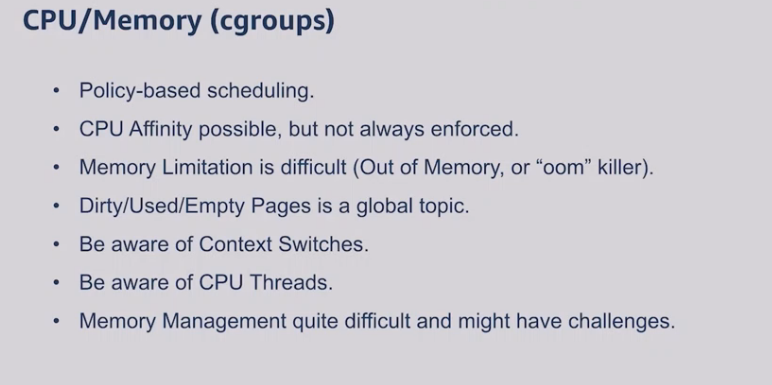 CPU/Memory (cgroups)
• Policy-based scheduling.
• CPU Affinity possible, but not always enforced.
• Memory Limitation is difficult (Out of Memory, or “oom” killer).
• Dirty/Used/Empty Pages is a global topic.
• Be aware of Context Switches.
• Be aware of CPU Threads.
• Memory Management quite difficult and might have challenges.